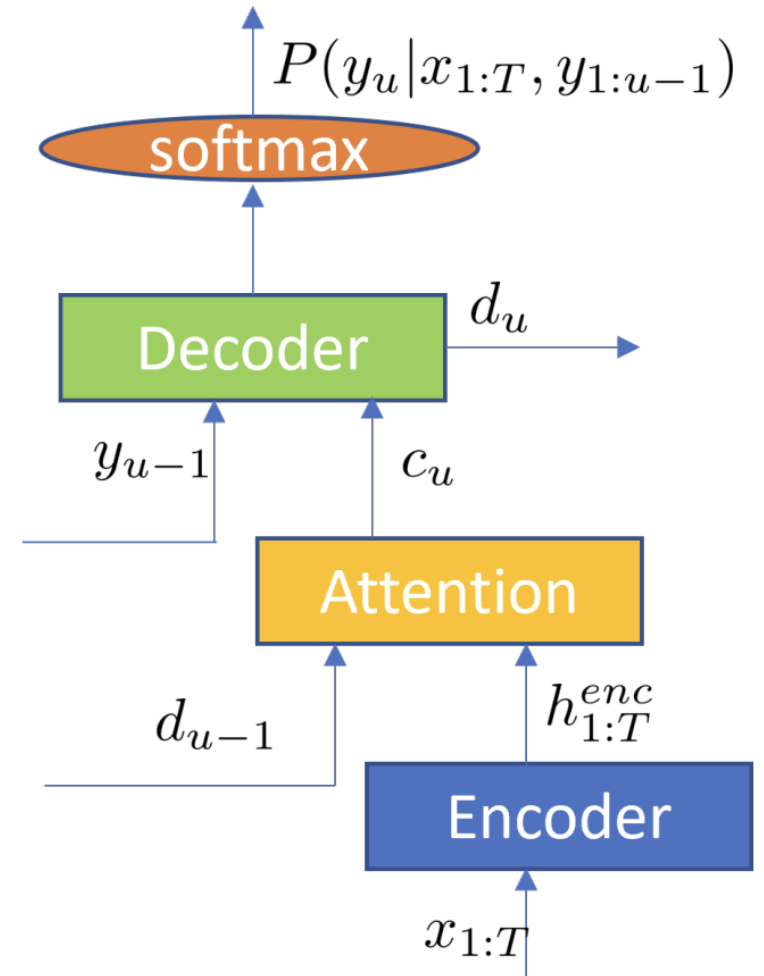 P(y_u|x_{1:T}, y_{1:u-1})
softmax
d_u
Decoder
y_{u-1}
c_u
Attention
h_{1:T}^{enc}
d_{u-1}
Encoder
x_{1:T}